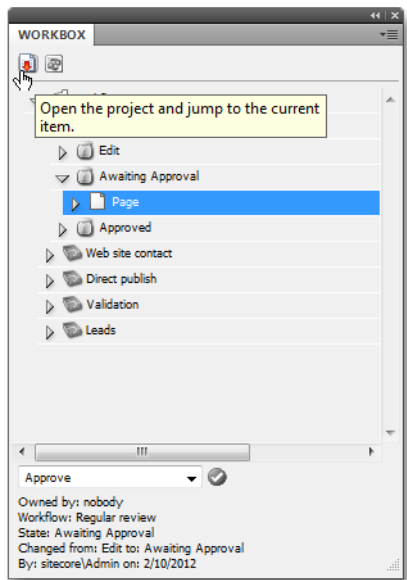 WORKBOX
Open the project and jump to the current
item.
Edit
Awaiting Approval
Page
Approved
Web site contact
Direct publish
Validation
Leads
Approve
Owned by: nobody
Workflow: Regular review
State: Awaiting Approval
Changed from: Edit to: Awaiting Approval
By: sitecore\Admin on: 2/10/2012